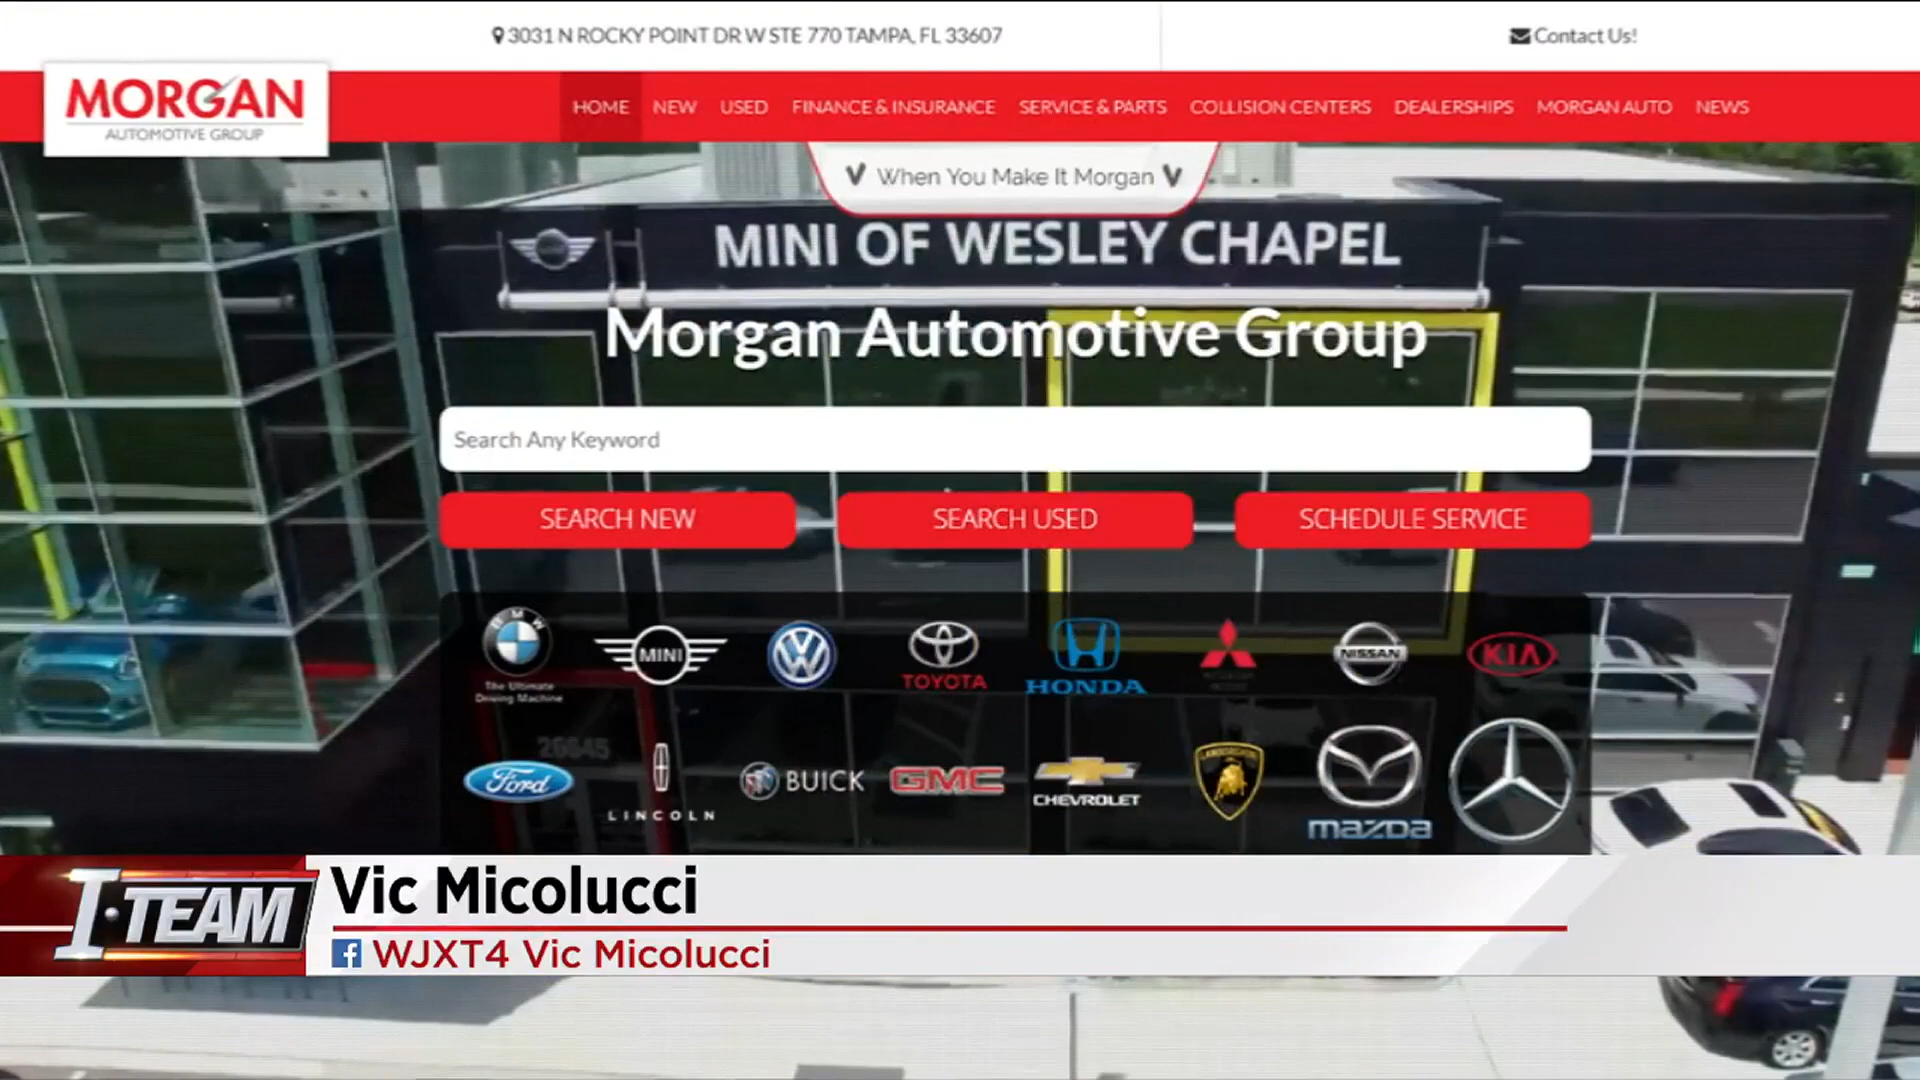 3031 N ROCKY POINT DR W STE 770 TAMPA, FL 33607
Contact Us!
MORGAN
AUTOMOTIVE GROUP
HOME NEW USED FINANCE & INSURANCE SERVICE & PARTS COLLISION CENTERS DEALERSHIPS MORGAN AUTO NEWS
When You Make It Morgan
MINI OF WESLEY CHAPEL
Morgan Automotive Group
Search Any Keyword
SEARCH NEW
SEARCH USED
SCHEDULE SERVICE
BMW
The Ultimate
Driving Machine
MINI
TOYOTA
HONDA
NISSAN
KIA
26645
Ford
LINCOLN
BUICK
GMC
CHEVROLET
LAMBORGHINI
mazda
I-TEAM
Vic Micolucci
WJXT4 Vic Micolucci